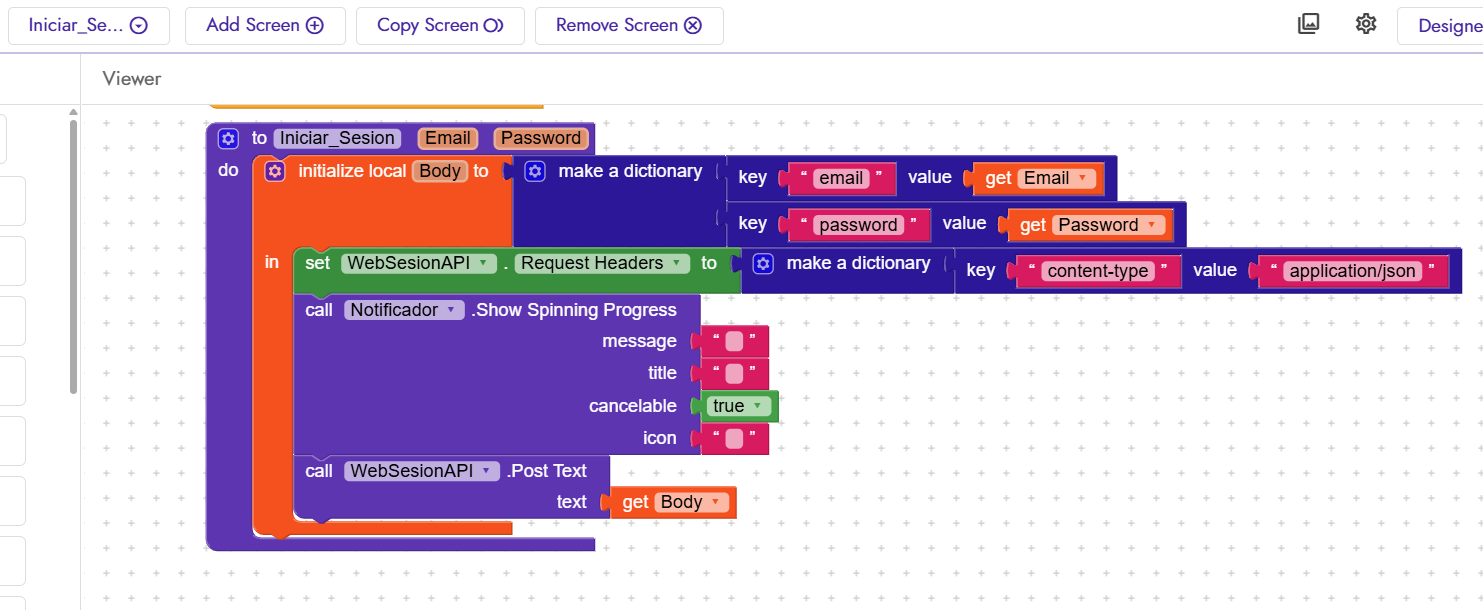 Iniciar_Se... Add Screen Copy Screen Remove Screen Designe
Viewer
to Iniciar_Sesion Email Password
do initialize local Body to make a dictionary key “ email ” value get Email
key “ password ” value get Password
in set WebSesionAPI . Request Headers to make a dictionary key “ content-type ” value “ application/json ”
call Notificador .Show Spinning Progress
message “ ”
title “ ”
cancelable true
icon “ ”
call WebSesionAPI .Post Text
text get Body